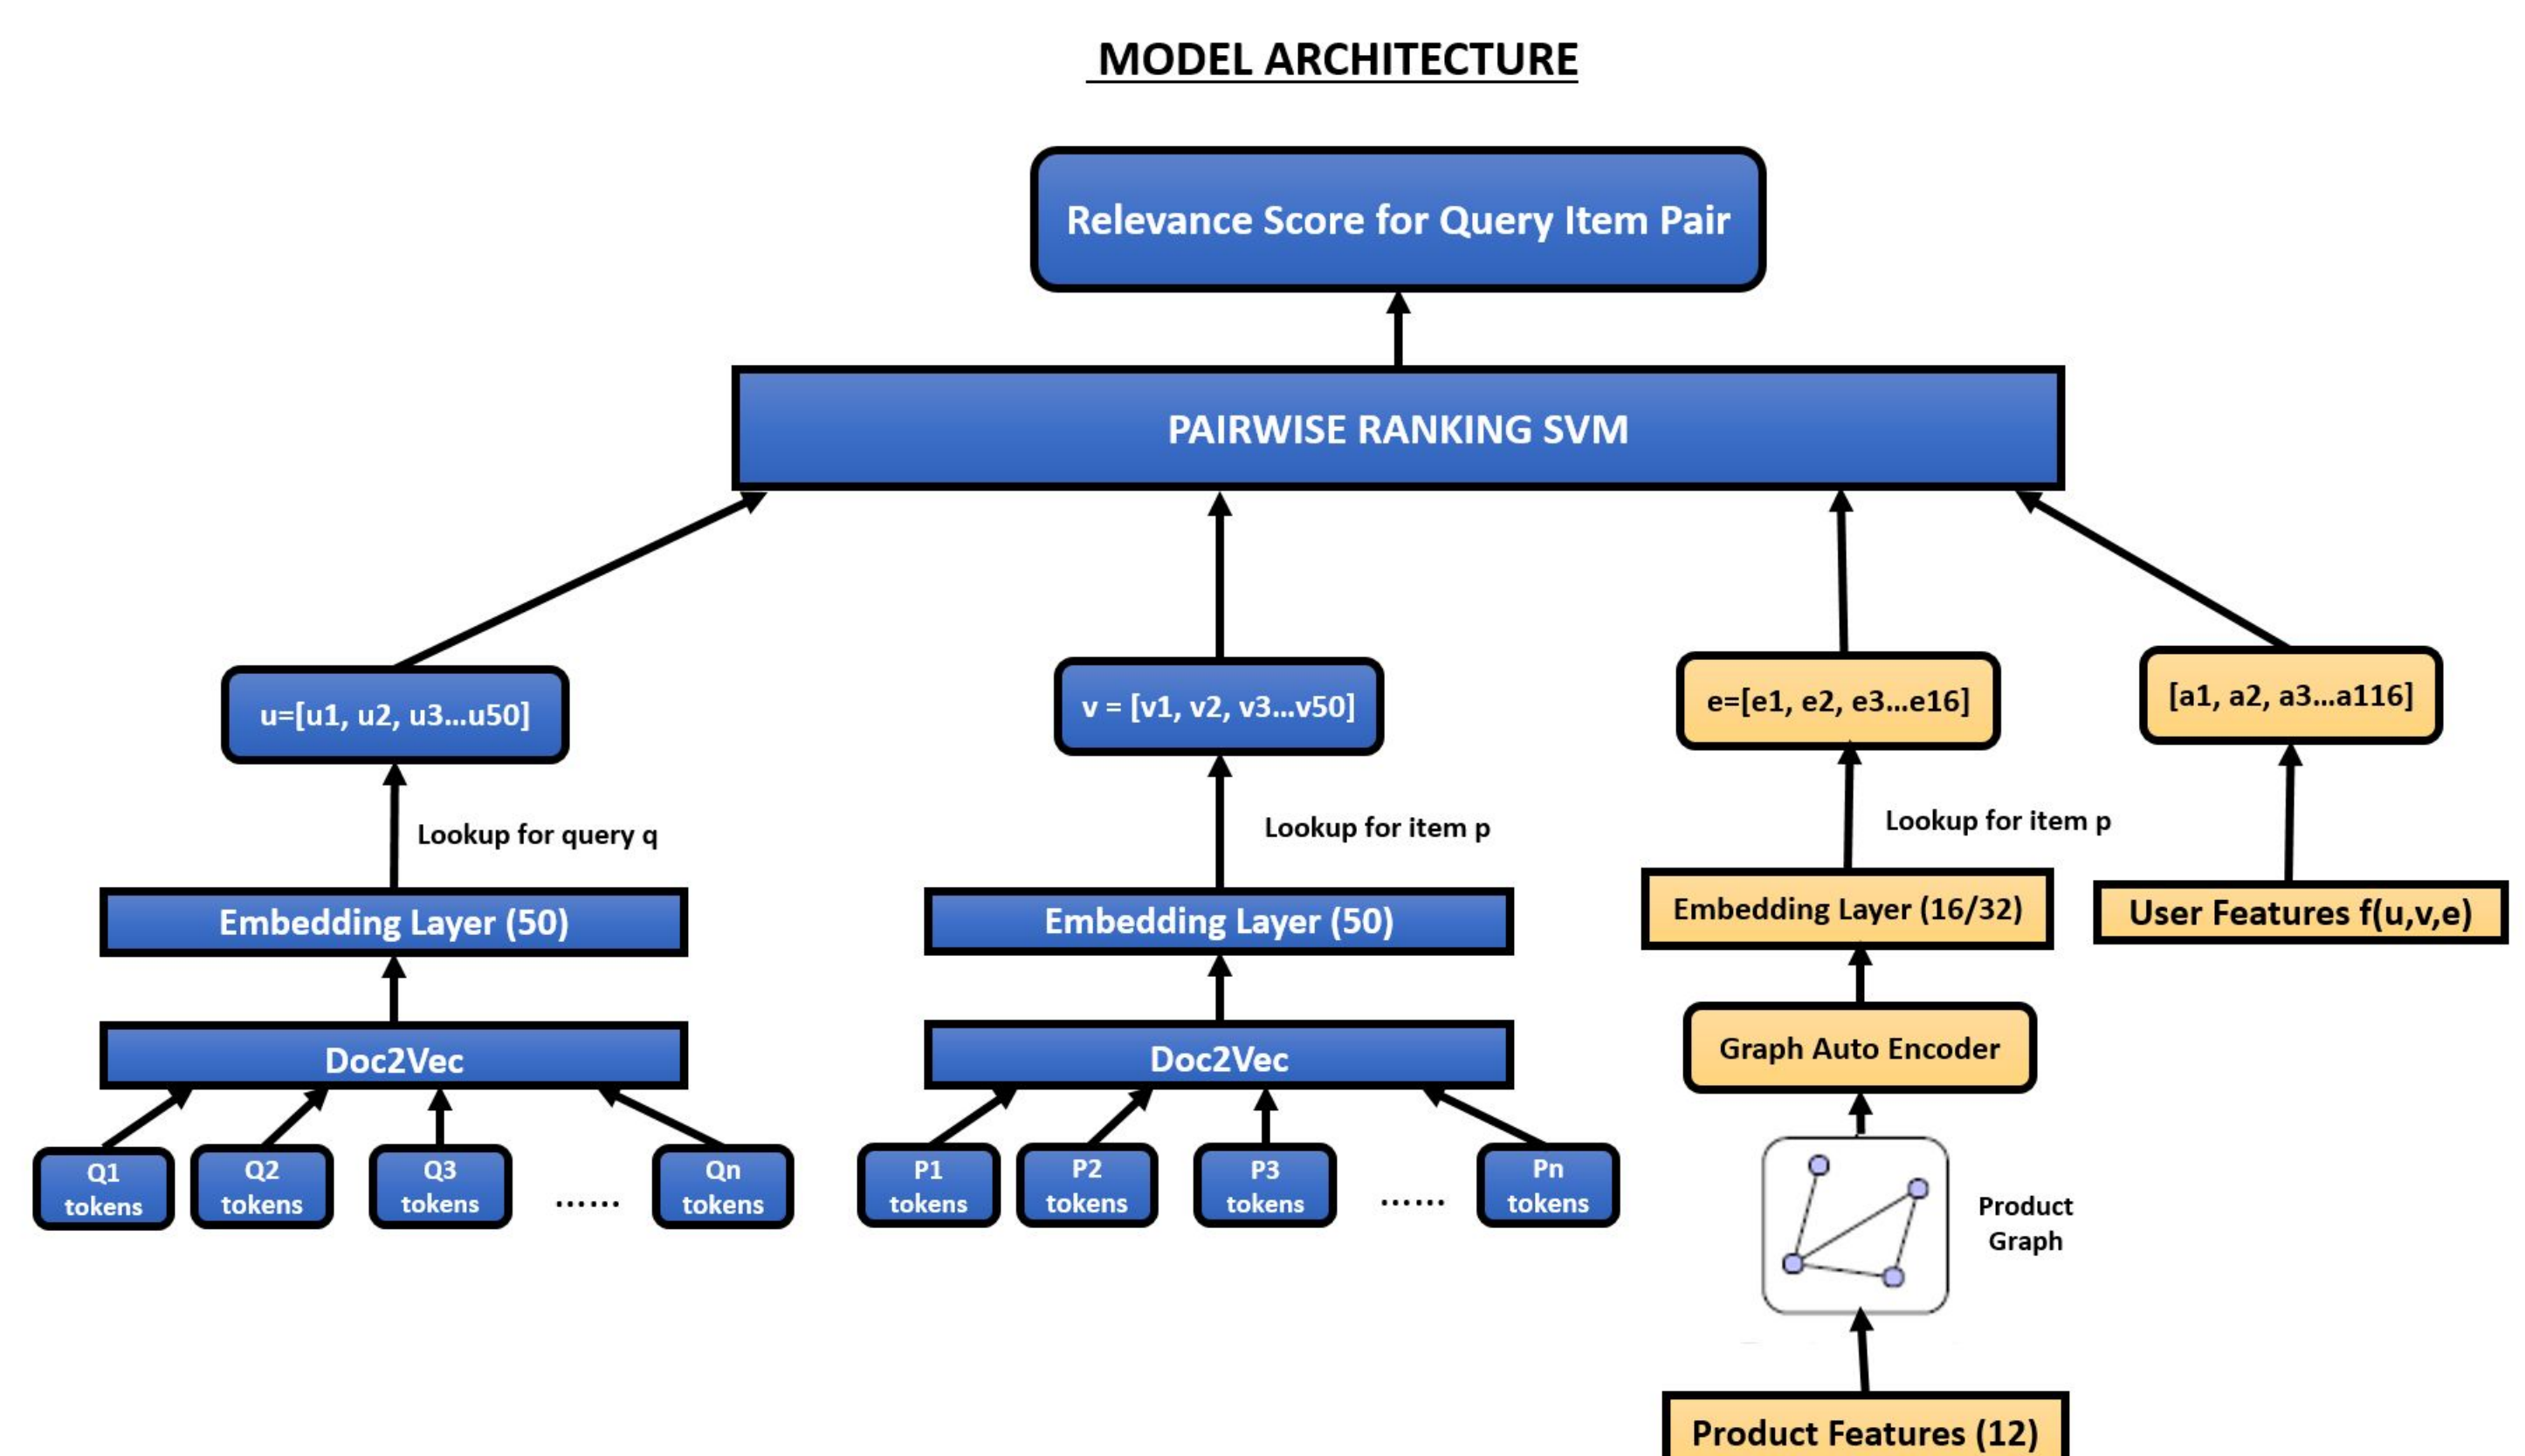 MODEL ARCHITECTURE
Relevance Score for Query Item Pair
PAIRWISE RANKING SVM
u=[u1, u2, u3...u50]
v = [v1, v2, v3...v50]
e=[e1, e2, e3...e16]
[a1, a2, a3...a116]
Lookup for query q
Lookup for item p
Lookup for item p
Embedding Layer (50)
Embedding Layer (50)
Embedding Layer (16/32)
User Features f(u,v,e)
Doc2Vec
Doc2Vec
Graph Auto Encoder
Q1
tokens
Q2
tokens
Q3
tokens
......
Qn
tokens
P1
tokens
P2
tokens
P3
tokens
......
Pn
tokens
Product
Graph
Product Features (12)